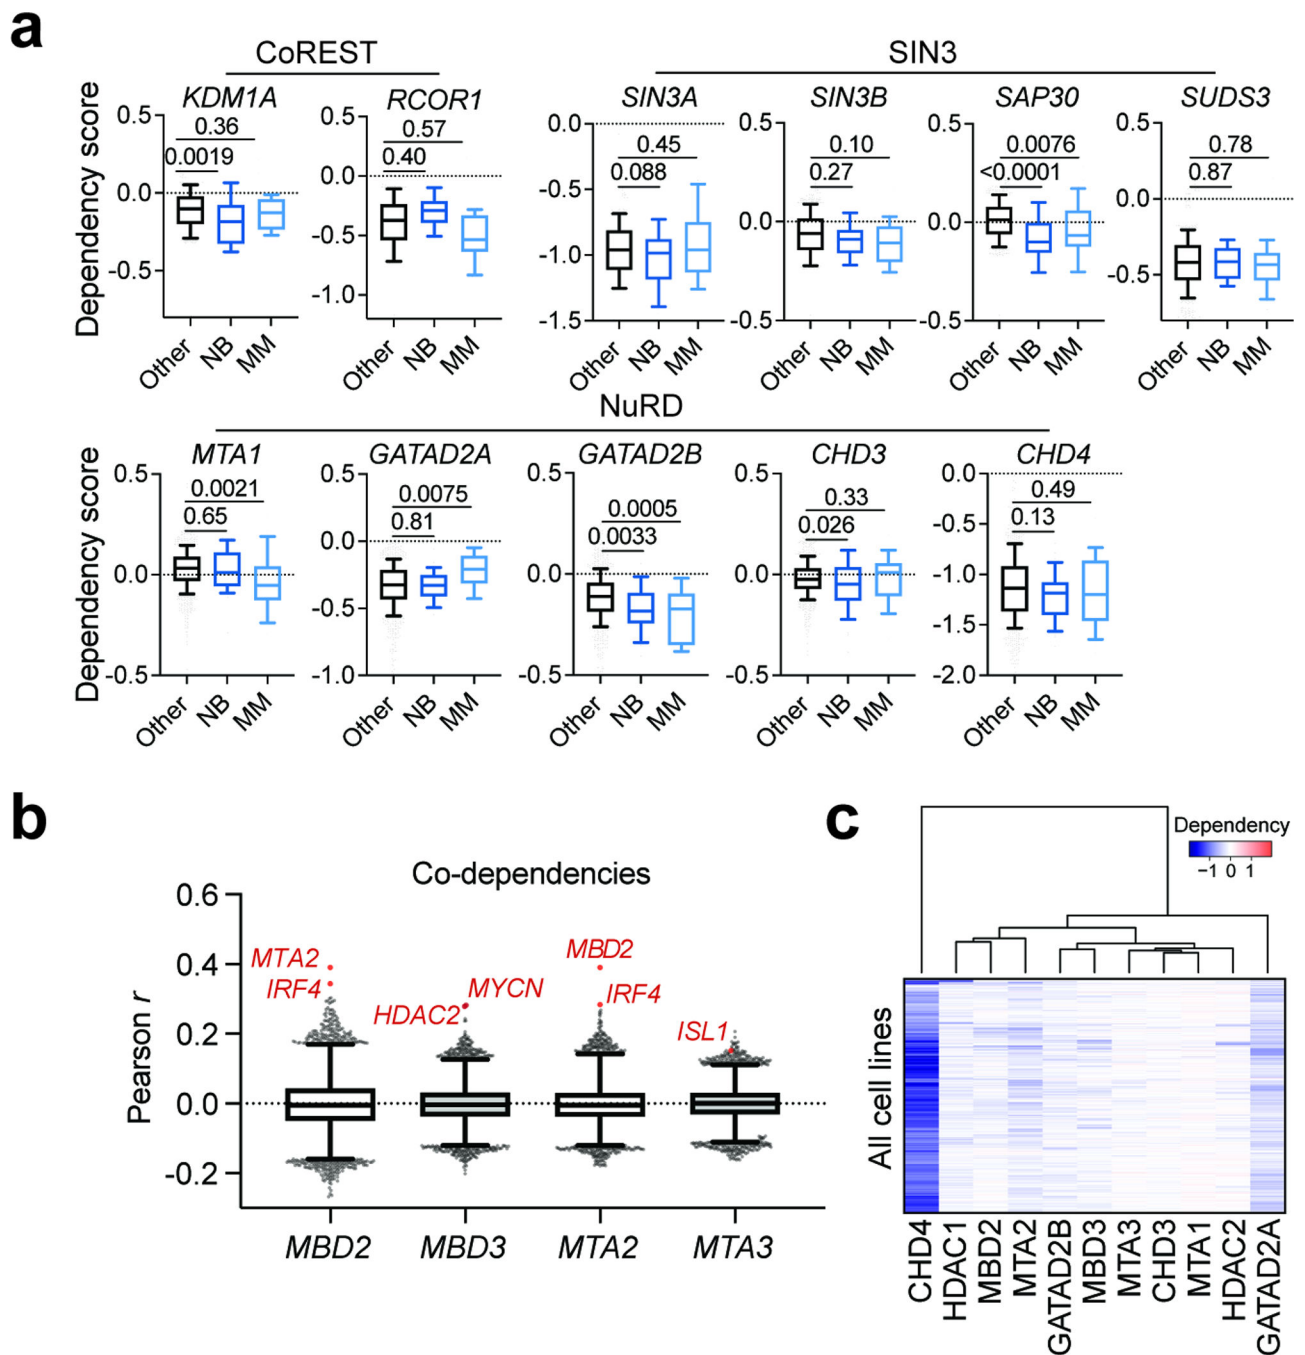 a
CoREST
SIN3
KDM1A
RCOR1
SIN3A
SIN3B
SAP30
SUDS3
Dependency score
0.5
0.0
-0.5
0.36
0.0019
Other
NB
MM
0.5
0.0
-0.5
-1.0
0.57
0.40
Other
NB
MM
0.0
-0.5
-1.0
-1.5
0.45
0.088
Other
NB
MM
0.5
0.0
-0.5
0.10
0.27
Other
NB
MM
0.5
0.0
-0.5
0.0076
<0.0001
Other
NB
MM
0.5
0.0
-0.5
0.78
0.87
Other
NB
MM
NuRD
MTA1
GATAD2A
GATAD2B
CHD3
CHD4
Dependency score
0.5
0.0
-0.5
0.0021
0.65
Other
NB
MM
0.5
0.0
-0.5
-1.0
0.0075
0.81
Other
NB
MM
0.5
0.0
-0.5
0.0005
0.0033
Other
NB
MM
0.5
0.0
-0.5
0.33
0.026
Other
NB
MM
0.0
-0.5
-1.0
-1.5
-2.0
0.49
0.13
Other
NB
MM
b
Co-dependencies
Pearson r
0.6
0.4
0.2
0.0
-0.2
MTA2
IRF4
HDAC2
MYCN
MBD2
IRF4
ISL1
MBD2
MBD3
MTA2
MTA3
c
Dependency
−1 0 1
All cell lines
CHD4
HDAC1
MBD2
MTA2
GATAD2B
MBD3
MTA3
CHD3
MTA1
HDAC2
GATAD2A